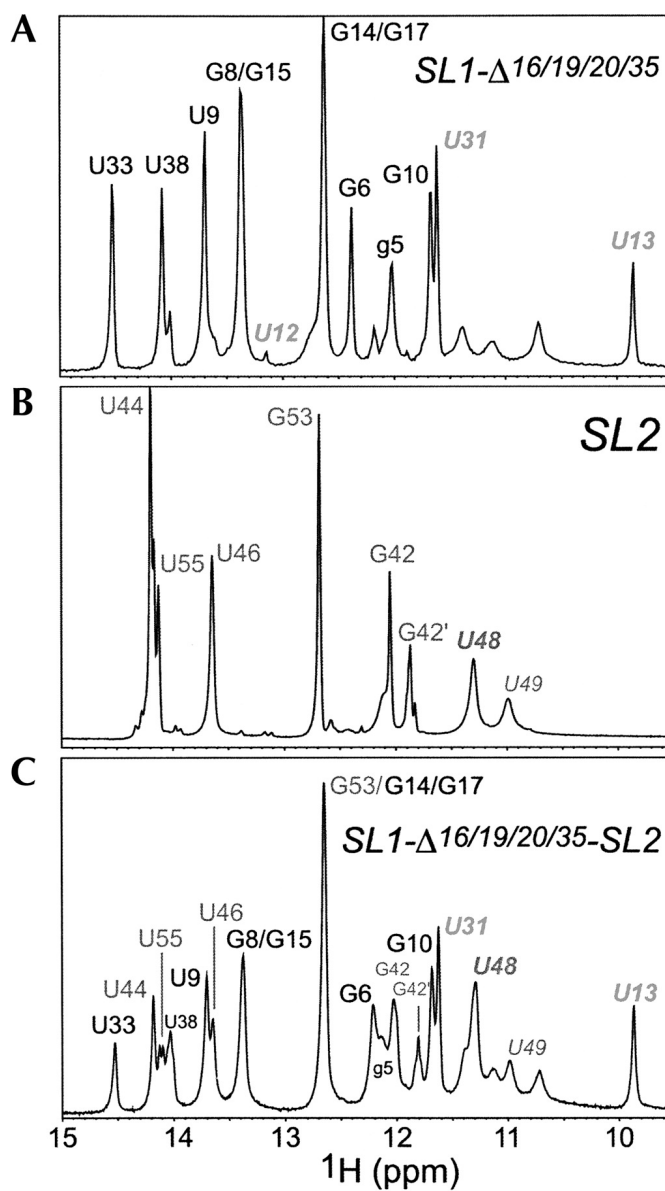 A
G14/G17
SL1-Δ16/19/20/35
G8/G15
U9
U33
U38
U31
G10
G6
g5
U13
U12
B
U44
SL2
G53
U55
U46
G42
G42'
U48
U49
C
G53/G14/G17
SL1-Δ16/19/20/35-SL2
U46
U55
G8/G15
U31
U44
U9
G10
U48
G6
G42
G42'
U33
U38
U13
U49
g5
15 14 13 12 11 10
1H (ppm)